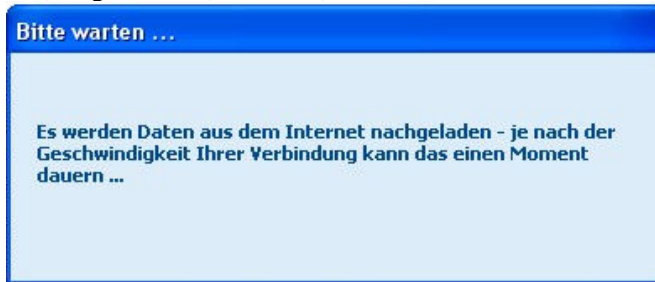 Bitte warten ...
Es werden Daten aus dem Internet nachgeladen - je nach der
Geschwindigkeit Ihrer Verbindung kann das einen Moment
dauern ...